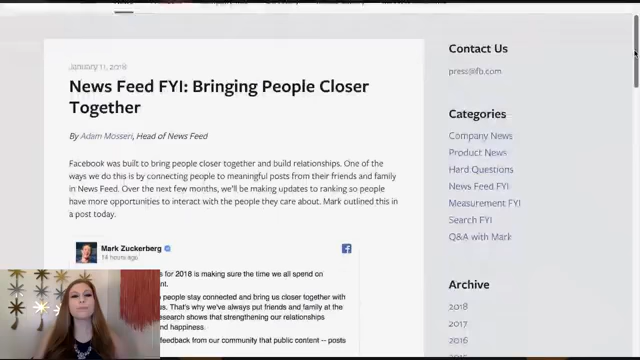 January 11, 2018
News Feed FYI: Bringing People Closer
Together
By Adam Mosseri, Head of News Feed
Facebook was built to bring people closer together and build relationships. One of the
ways we do this is by connecting people to meaningful posts from their friends and family
in News Feed. Over the next few months, we'll be making updates to ranking so people
have more opportunities to interact with the people they care about. Mark outlined this in
a post today.
Mark Zuckerberg
14 hours ago
s for 2018 is making sure the time we all spend on
nt.
p people stay connected and bring us closer together with
s. That's why we've always put friends and family at the
search shows that strengthening our relationships
nd happiness.
feedback from our community that public content -- posts
Contact Us
press@fb.com
Categories
Company News
Product News
Hard Questions
News Feed FYI
Measurement FYI
Search FYI
Q&A with Mark
Archive
2018
2017
2016